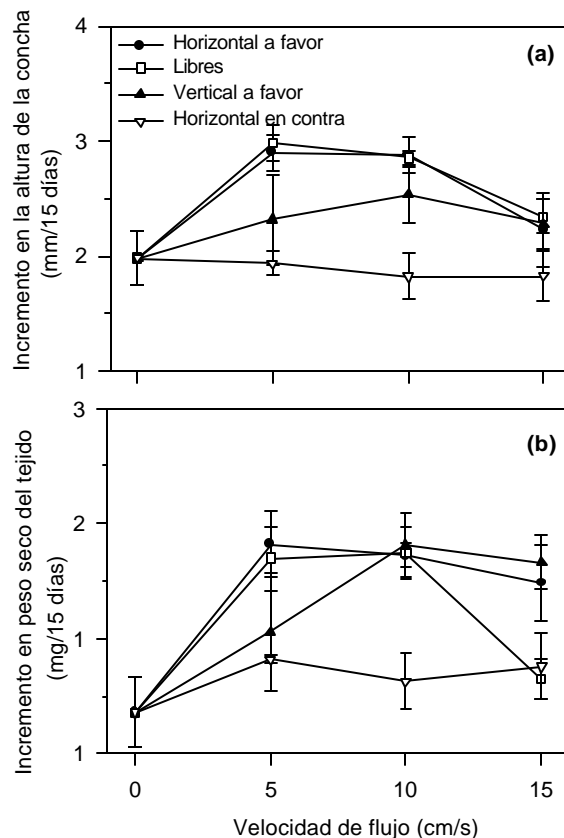 4
(a)
Horizontal a favor
Libres
Vertical a favor
Horizontal en contra
3
2
1
Incremento en la altura de la concha
(mm/15 días)
3
(b)
2
1
1
Incremento en peso seco del tejido
(mg/15 días)
0
5
10
15
Velocidad de flujo (cm/s)